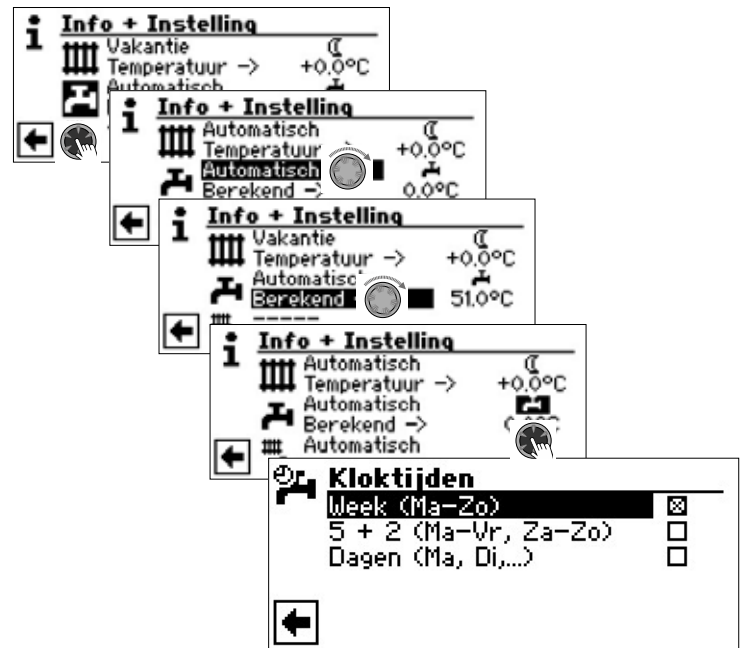 Info + Instelling
Vakantie
Temperatuur -> +0.0°C
Automatisch
Info + Instelling
Automatisch
Temperatuur +0.0°C
Automatisch
Berekend -> 0.0°C
Info + Instelling
Vakantie
Temperatuur -> +0.0°C
Berekend 51.0°C
------
Info + Instelling
Automatisch
Temperatuur -> +0.0°C
Automatisch
Berekend ->
Automatisch
Kloktijden
Week (Ma-Zo)
5 + 2 (Ma-Vr, Za-Zo)
Dagen (Ma, Di,...)